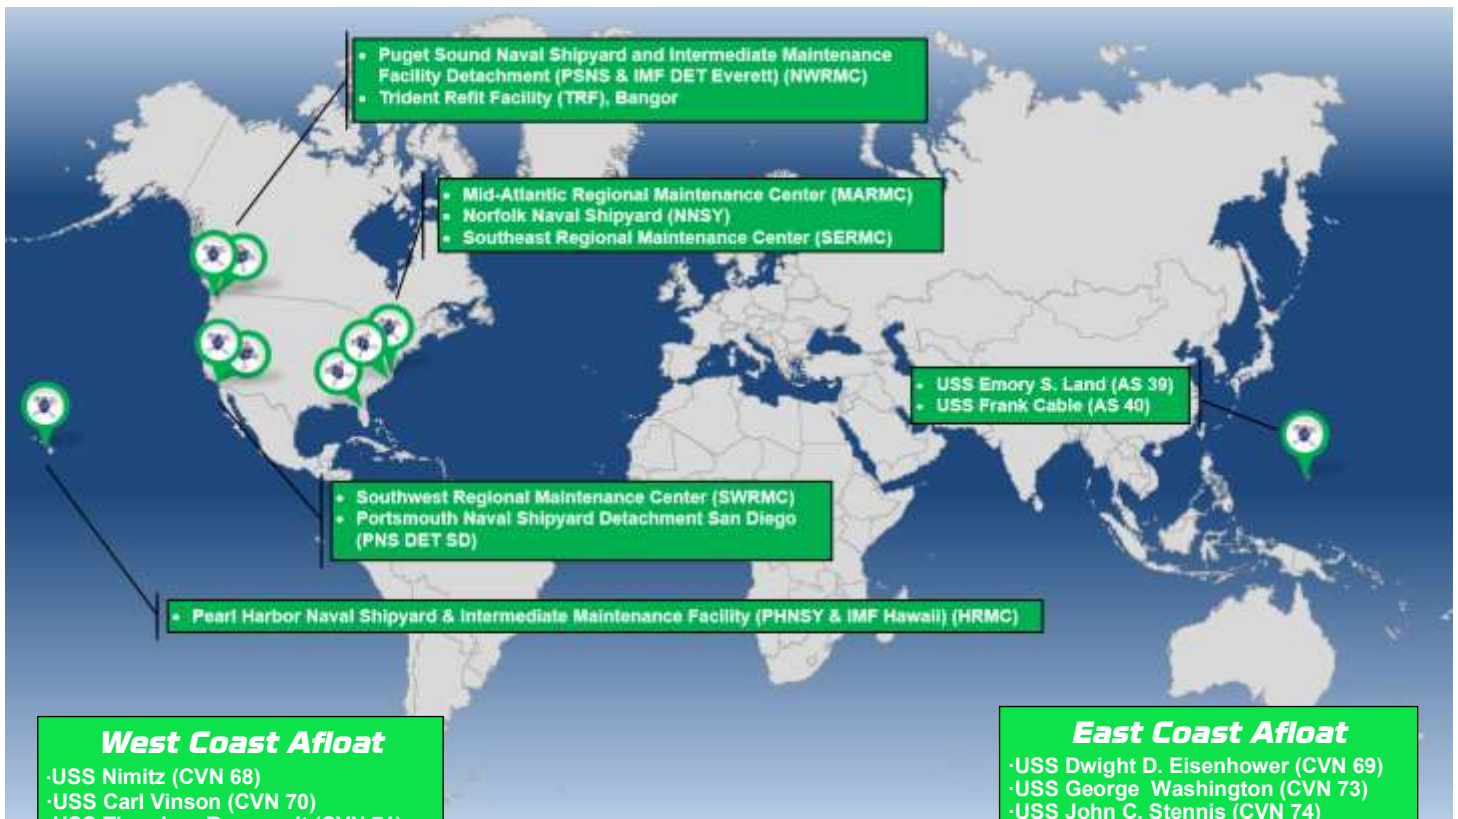 • Puget Sound Naval Shipyard and Intermediate Maintenance
Facility Detachment (PSNS & IMF DET Everett) (NWRMC)
• Trident Refit Facility (TRF), Bangor
• Mid-Atlantic Regional Maintenance Center (MARMC)
• Norfolk Naval Shipyard (NNSY)
• Southeast Regional Maintenance Center (SERMC)
• USS Emory S. Land (AS 39)
• USS Frank Cable (AS 40)
• Southwest Regional Maintenance Center (SWRMC)
• Portsmouth Naval Shipyard Detachment San Diego
(PNS DET SD)
• Pearl Harbor Naval Shipyard & Intermediate Maintenance Facility (PHNSY & IMF Hawaii) (HRMC)
West Coast Afloat
·USS Nimitz (CVN 68)
·USS Carl Vinson (CVN 70)
East Coast Afloat
·USS Dwight D. Eisenhower (CVN 69)
·USS George  Washington (CVN 73)
·USS John C. Stennis (CVN 74)